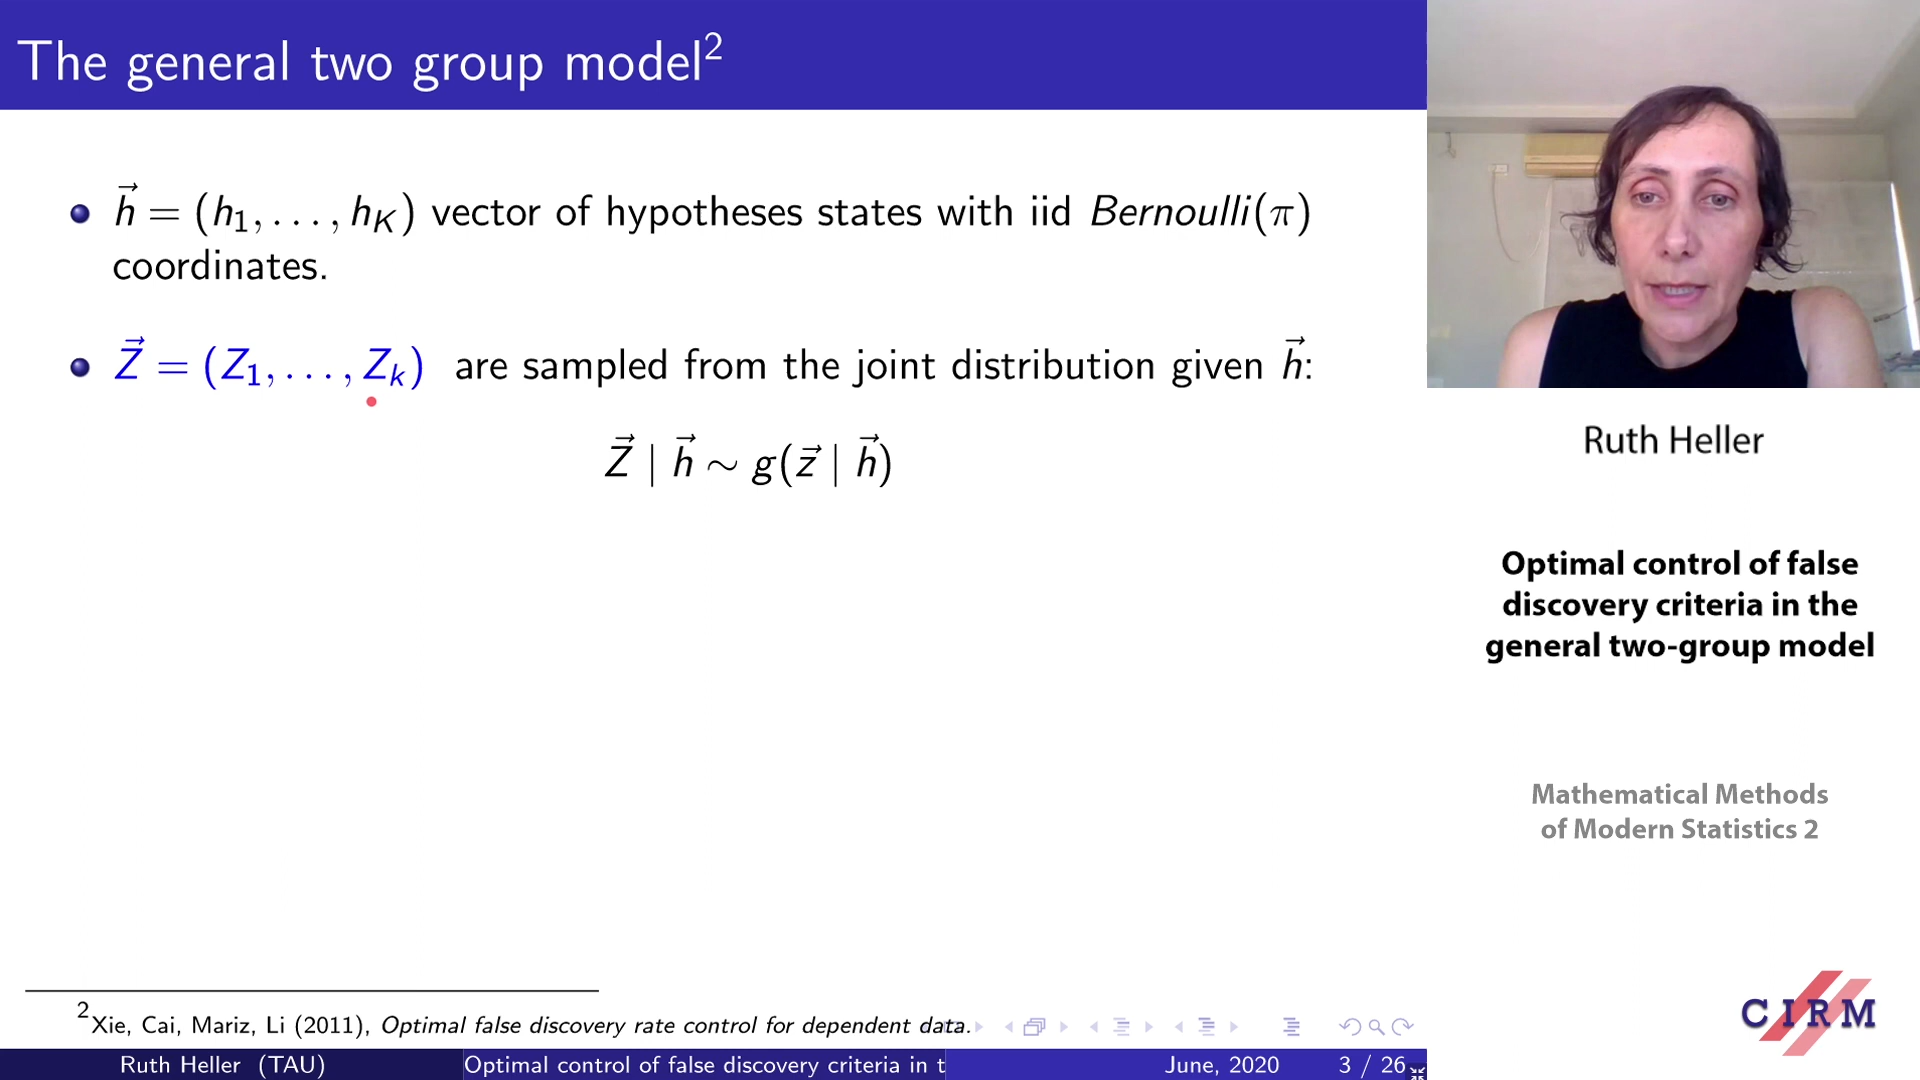 The general two group model²
h⃗ = (h₁, . . . , h_K) vector of hypotheses states with iid Bernoulli(π)
coordinates.
Z⃗ = (Z₁, . . . , Z_k) are sampled from the joint distribution given h⃗:
Z⃗ | h⃗ ∼ g(z⃗ | h⃗)
²Xie, Cai, Mariz, Li (2011), Optimal false discovery rate control for dependent data.
Ruth Heller (TAU)
Optimal control of false discovery criteria in t
June, 2020
3 / 26
Ruth Heller
Optimal control of false
discovery criteria in the
general two-group model
Mathematical Methods
of Modern Statistics 2
CIRM